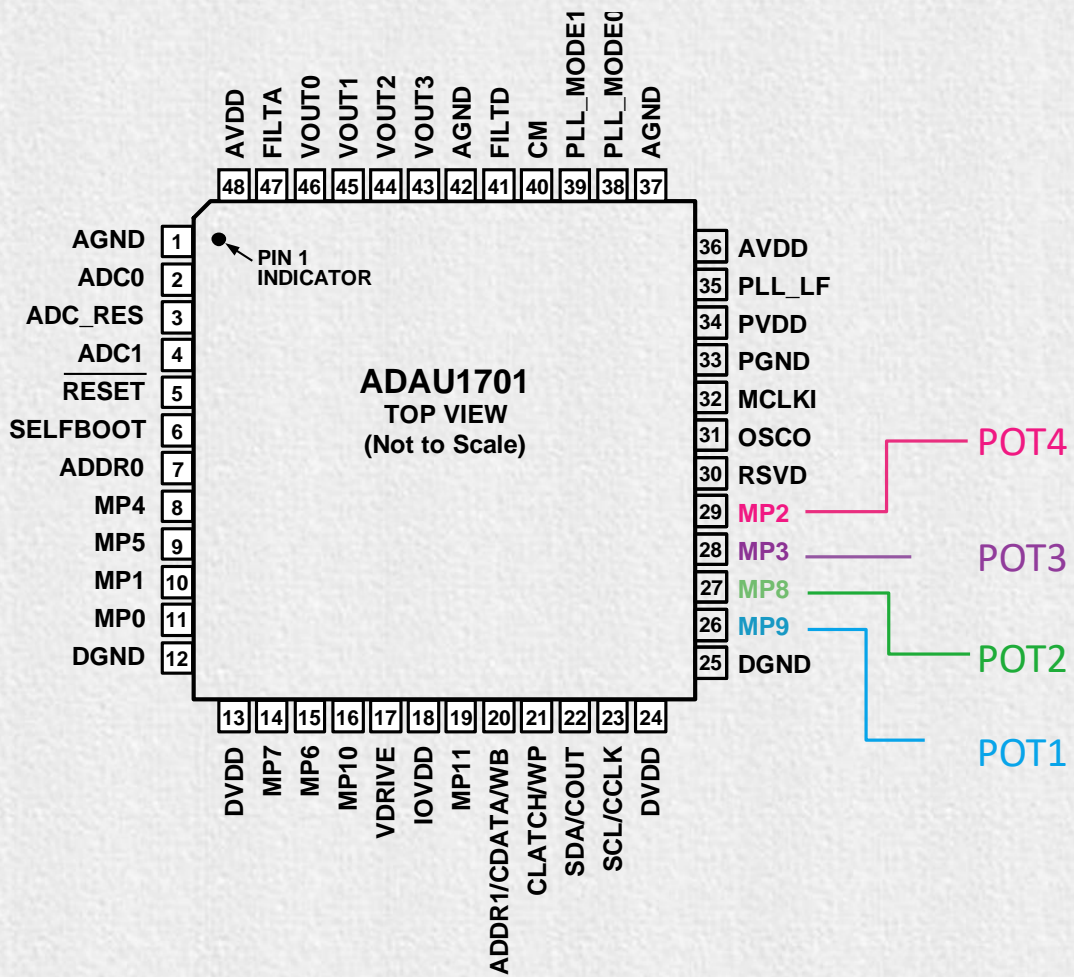 AVDD
FILTA
VOUT0
VOUT1
VOUT2
VOUT3
AGND
FILTD
CM
PLL_MODE1
PLL_MODE0
AGND
48 47 46 45 44 43 42 41 40 39 38 37
AGND 1
ADC0 2
ADC_RES 3
ADC1 4
RESET 5
SELFBOOT 6
ADDR0 7
MP4 8
MP5 9
MP1 10
MP0 11
DGND 12
PIN 1
INDICATOR
ADAU1701
TOP VIEW
(Not to Scale)
36 AVDD
35 PLL_LF
34 PVDD
33 PGND
32 MCLKI
31 OSCO
30 RSVD
29 MP2
28 MP3
27 MP8
26 MP9
25 DGND
POT4
POT3
POT2
POT1
13 14 15 16 17 18 19 20 21 22 23 24
DVDD
MP7
MP6
MP10
VDRIVE
IOVDD
MP11
ADDR1/CDATA/WB
CLATCH/WP
SDA/COUT
SCL/CCLK
DVDD